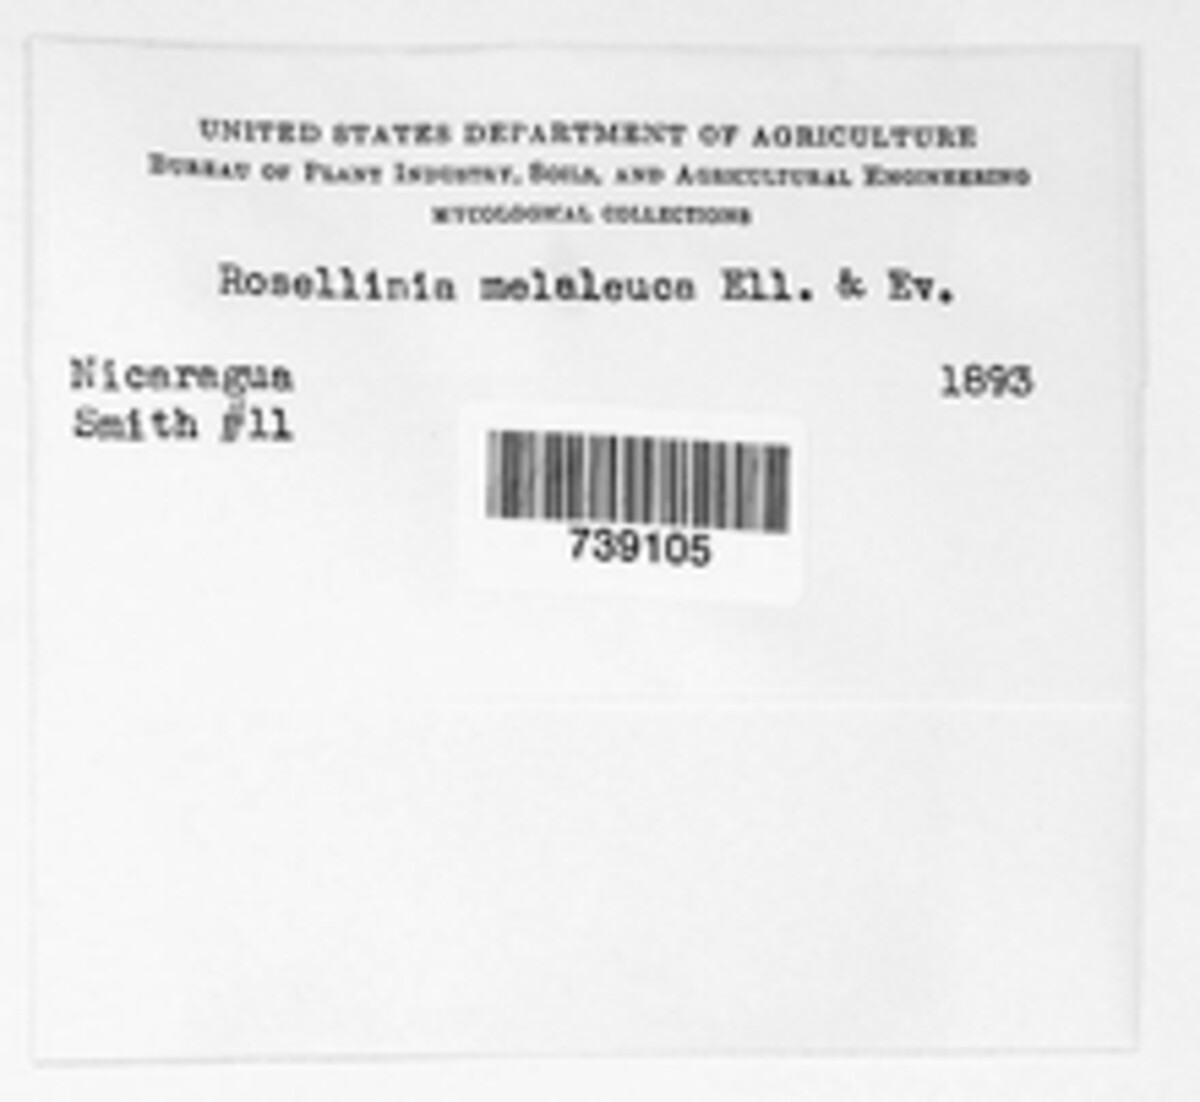 UNITED STATES DEPARTMENT OF AGRICULTURE
BUREAU OF PLANT INDUSTRY, SOILS, AND AGRICULTURAL ENGINEERING
MYCOLOGICAL COLLECTIONS
Rosellinia melaleuca Ell. & Ev.
Nicaragua 1893
Smith #11
739105